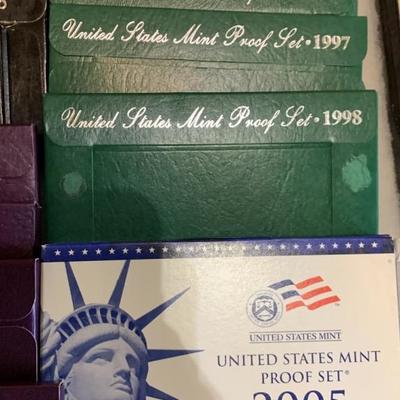 United States Mint Proof Set · 1997
United States Mint Proof Set · 1998
UNITED STATES MINT
UNITED STATES MINT
PROOF SET®
2005